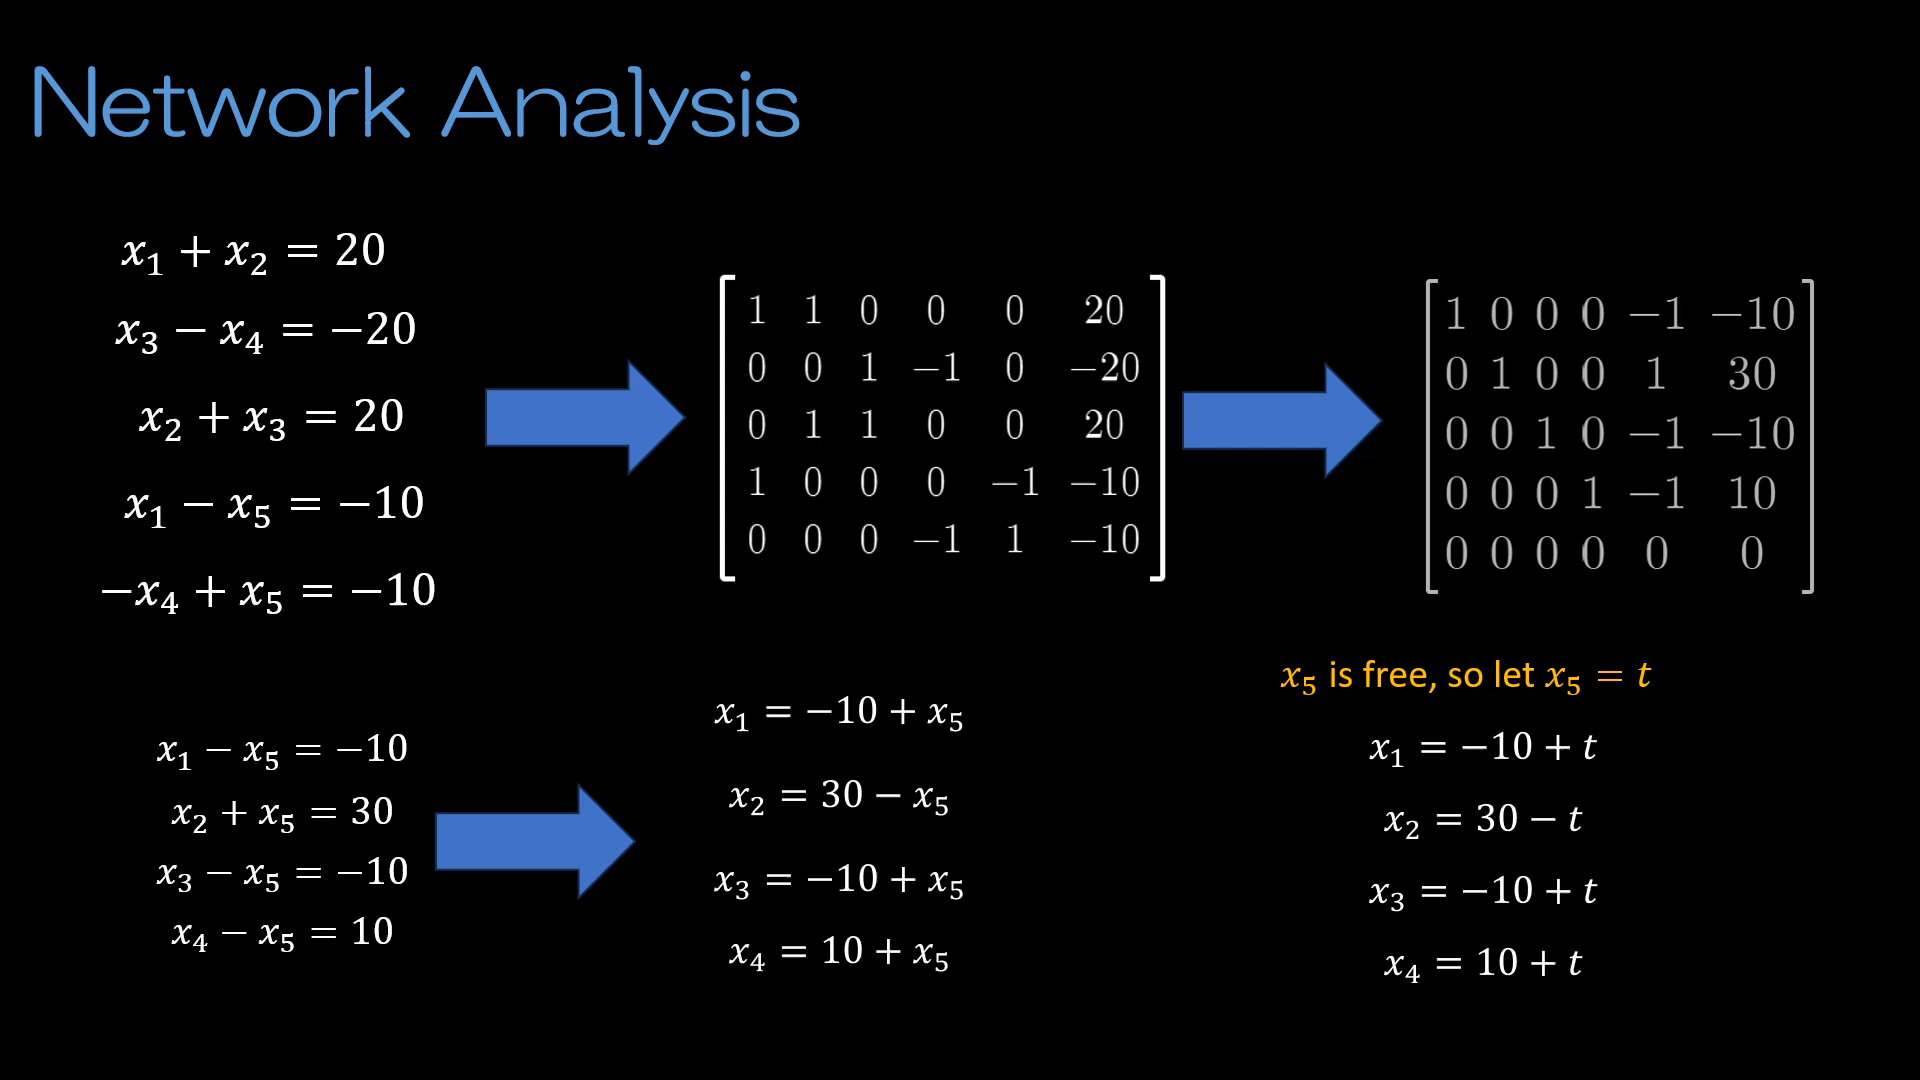 Network Analysis
x₁ + x₂ = 20
x₃ − x₄ = −20
x₂ + x₃ = 20
x₁ − x₅ = −10
−x₄ + x₅ = −10
1 1 0 0 0 20
0 0 1 −1 0 −20
0 1 1 0 0 20
1 0 0 0 −1 −10
0 0 0 −1 1 −10
1 0 0 0 −1 −10
0 1 0 0 1 30
0 0 1 0 −1 −10
0 0 0 1 −1 10
0 0 0 0 0 0
x₁ − x₅ = −10
x₂ + x₅ = 30
x₃ − x₅ = −10
x₄ − x₅ = 10
x₁ = −10 + x₅
x₂ = 30 − x₅
x₃ = −10 + x₅
x₄ = 10 + x₅
x₅ is free, so let x₅ = t
x₁ = −10 + t
x₂ = 30 − t
x₃ = −10 + t
x₄ = 10 + t